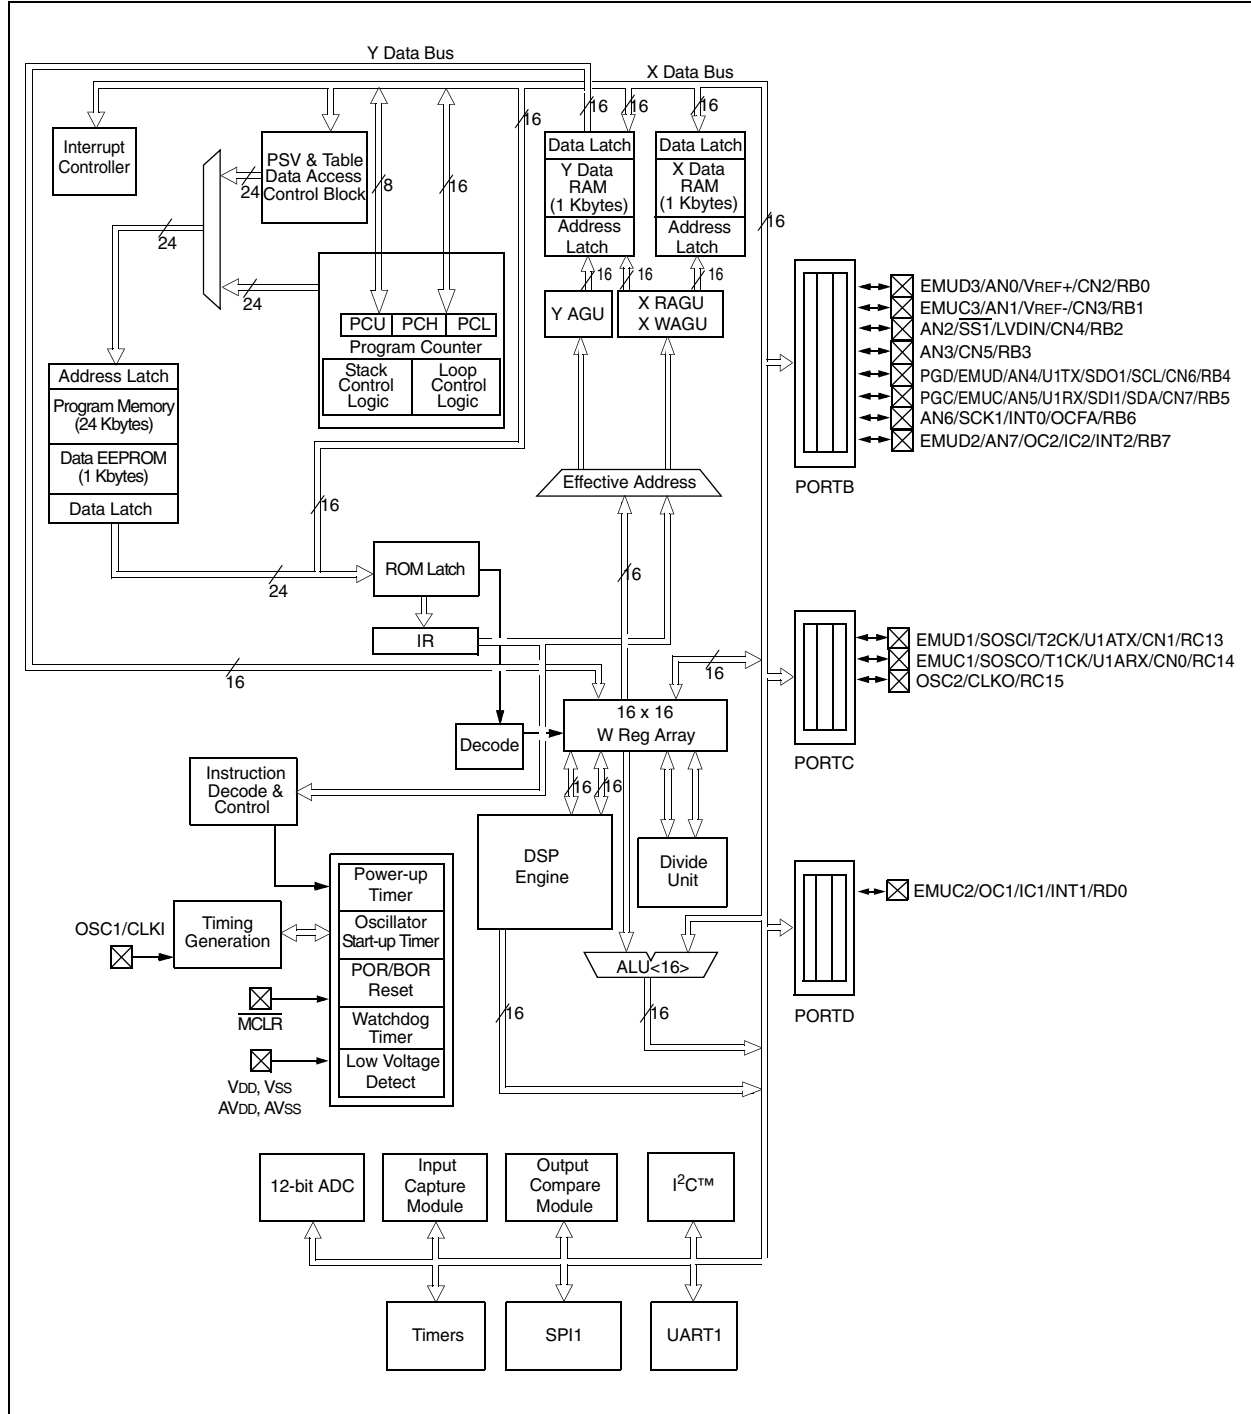 Y Data Bus
X Data Bus
16
16
16
16
Interrupt
Controller
PSV & Table
Data Access
Control Block
24
8
16
Data Latch
Y Data
RAM
(1 Kbytes)
Address
Latch
Data Latch
X Data
RAM
(1 Kbytes)
Address
Latch
16
24
24
16
16
16
Y AGU
X RAGU
X WAGU
PCU
PCH
PCL
Program Counter
Stack
Control
Logic
Loop
Control
Logic
Address Latch
Program Memory
(24 Kbytes)
Data EEPROM
(1 Kbytes)
Data Latch
16
24
Effective Address
ROM Latch
16
IR
16
16
16 x 16
W Reg Array
Decode
Instruction
Decode &
Control
16
16
DSP
Engine
Divide
Unit
Power-up
Timer
Oscillator
Start-up Timer
POR/BOR
Reset
Watchdog
Timer
Low Voltage
Detect
OSC1/CLKI
Timing
Generation
MCLR
VDD, VSS
AVDD, AVSS
ALU<16>
16
16
EMUD3/AN0/VREF+/CN2/RB0
EMUC3/AN1/VREF-/CN3/RB1
AN2/SS1/LVDIN/CN4/RB2
AN3/CN5/RB3
PGD/EMUD/AN4/U1TX/SDO1/SCL/CN6/RB4
PGC/EMUC/AN5/U1RX/SDI1/SDA/CN7/RB5
AN6/SCK1/INT0/OCFA/RB6
EMUD2/AN7/OC2/IC2/INT2/RB7
PORTB
EMUD1/SOSCI/T2CK/U1ATX/CN1/RC13
EMUC1/SOSCO/T1CK/U1ARX/CN0/RC14
OSC2/CLKO/RC15
PORTC
EMUC2/OC1/IC1/INT1/RD0
PORTD
12-bit ADC
Input
Capture
Module
Output
Compare
Module
I²C™
Timers
SPI1
UART1